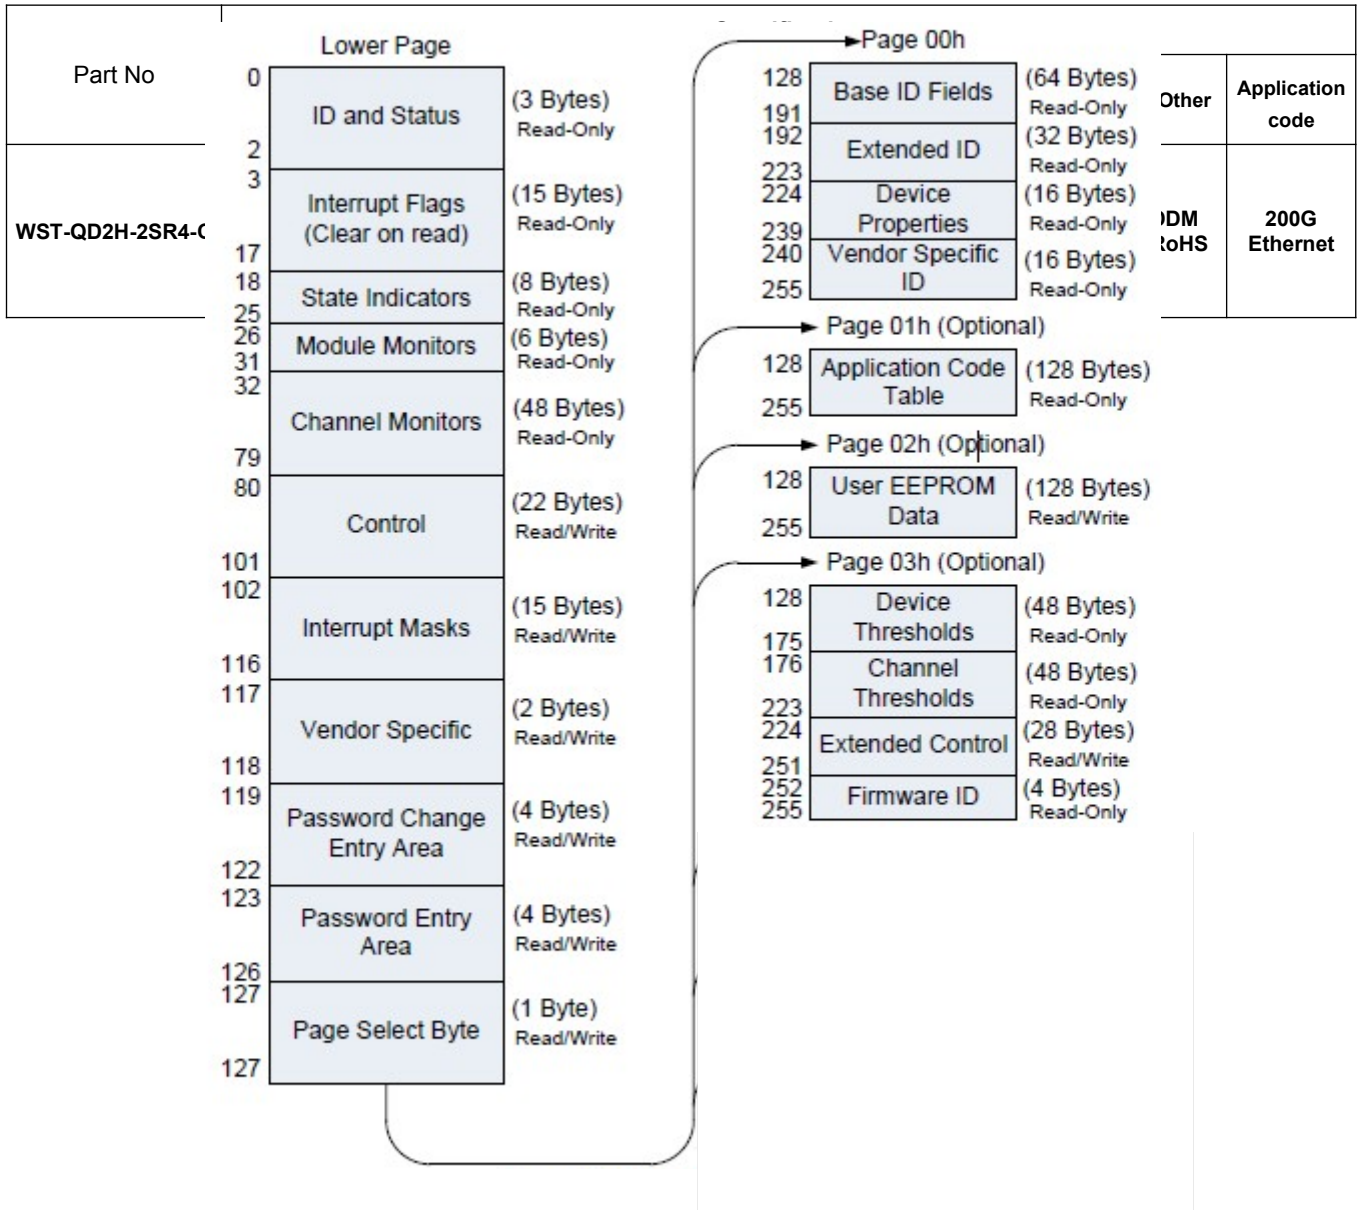 Part No
Other
Application
code
200G
Ethernet
Lower Page
0
ID and Status
(3 Bytes)
Read-Only
2
3
Interrupt Flags
(Clear on read)
(15 Bytes)
Read-Only
17
18
State Indicators
(8 Bytes)
Read-Only
25
26
Module Monitors
(6 Bytes)
Read-Only
31
32
Channel Monitors
(48 Bytes)
Read-Only
79
80
Control
(22 Bytes)
Read/Write
101
102
Interrupt Masks
(15 Bytes)
Read/Write
116
117
Vendor Specific
(2 Bytes)
Read/Write
118
119
Password Change
Entry Area
(4 Bytes)
Read/Write
122
123
Password Entry
Area
(4 Bytes)
Read/Write
126
127
Page Select Byte
(1 Byte)
Read/Write
127
Page 00h
128
Base ID Fields
(64 Bytes)
Read-Only
191
192
Extended ID
(32 Bytes)
Read-Only
223
224
Device
Properties
(16 Bytes)
Read-Only
239
240
Vendor Specific
ID
(16 Bytes)
Read-Only
255
Page 01h (Optional)
128
Application Code
Table
(128 Bytes)
Read-Only
255
Page 02h (Optional)
128
User EEPROM
Data
(128 Bytes)
Read/Write
255
Page 03h (Optional)
128
Device
Thresholds
(48 Bytes)
Read-Only
175
176
Channel
Thresholds
(48 Bytes)
Read-Only
223
224
Extended Control
(28 Bytes)
Read/Write
251
252
Firmware ID
(4 Bytes)
Read-Only
255